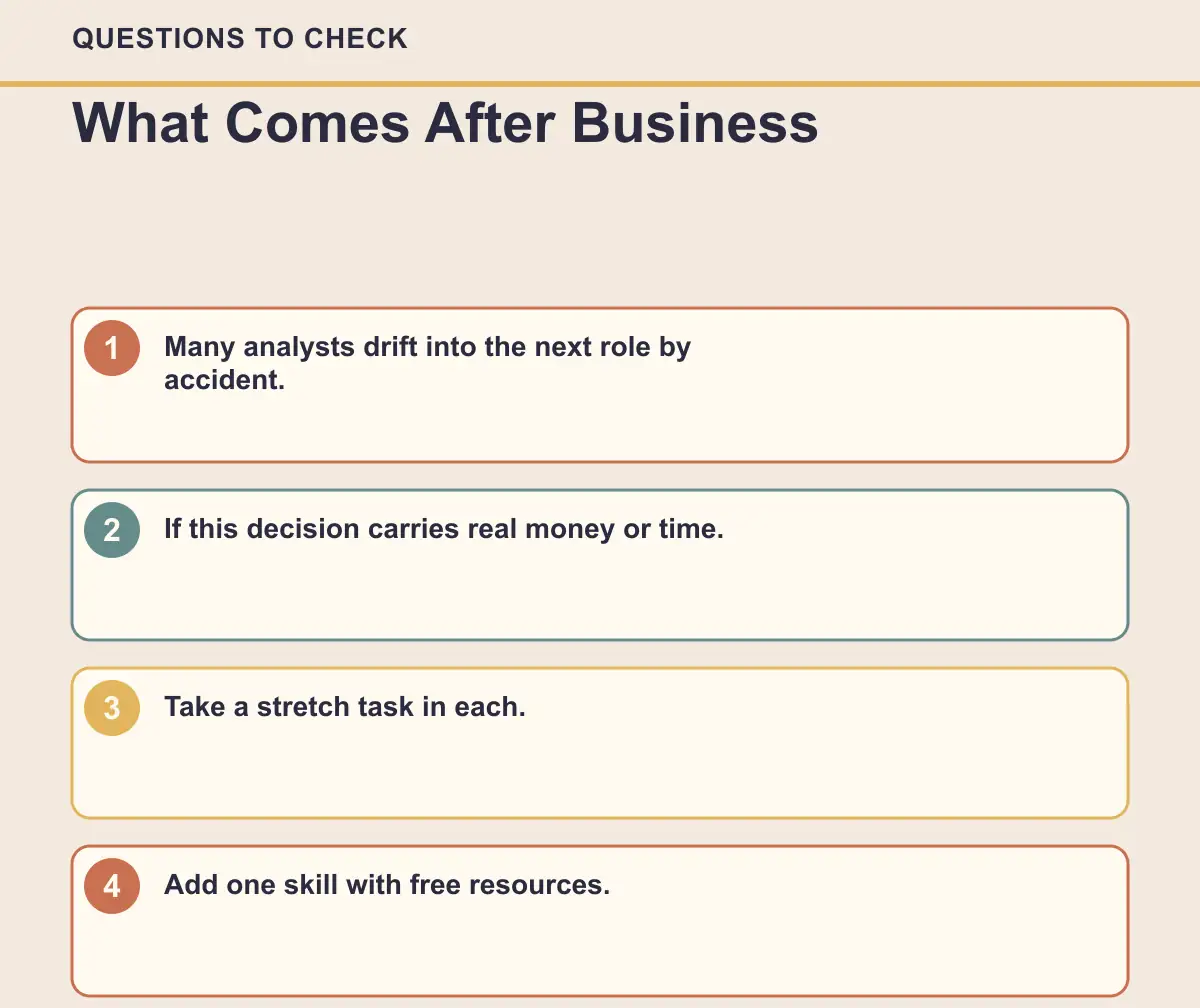 QUESTIONS TO CHECK
What Comes After Business
1
Many analysts drift into the next role by
accident.
2
If this decision carries real money or time.
3
Take a stretch task in each.
4
Add one skill with free resources.